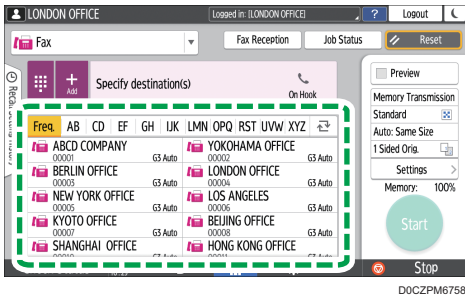 LONDON OFFICE
Logged in: [LONDON OFFICE]
?
Logout
Fax
Fax Reception
Job Status
Reset
Add
Specify destination(s)
On Hook
Preview
Memory Transmission
Standard
Auto: Same Size
1 Sided Orig.
Settings >
Memory: 100%
Start
Stop
Freq. AB CD EF GH IJK LMN OPQ RST UVW XYZ
ABCD COMPANY
00001 G3 Auto
YOKOHAMA OFFICE
00002 G3 Auto
BERLIN OFFICE
00003 G3 Auto
LONDON OFFICE
00004 G3 Auto
NEW YORK OFFICE
00005 G3 Auto
LOS ANGELES
00006 G3 Auto
KYOTO OFFICE
00007 G3 Auto
BEIJING OFFICE
00008 G3 Auto
SHANGHAI OFFICE
HONG KONG OFFICE
D0CZPM6758